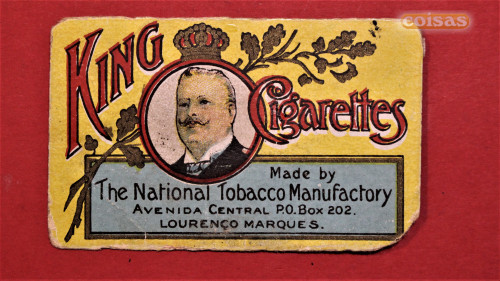 coisas
KING
Cigarettes
Made by
The National Tobacco Manufactory
AVENIDA CENTRAL P.O. BOX 202.
LOURENÇO MARQUES.